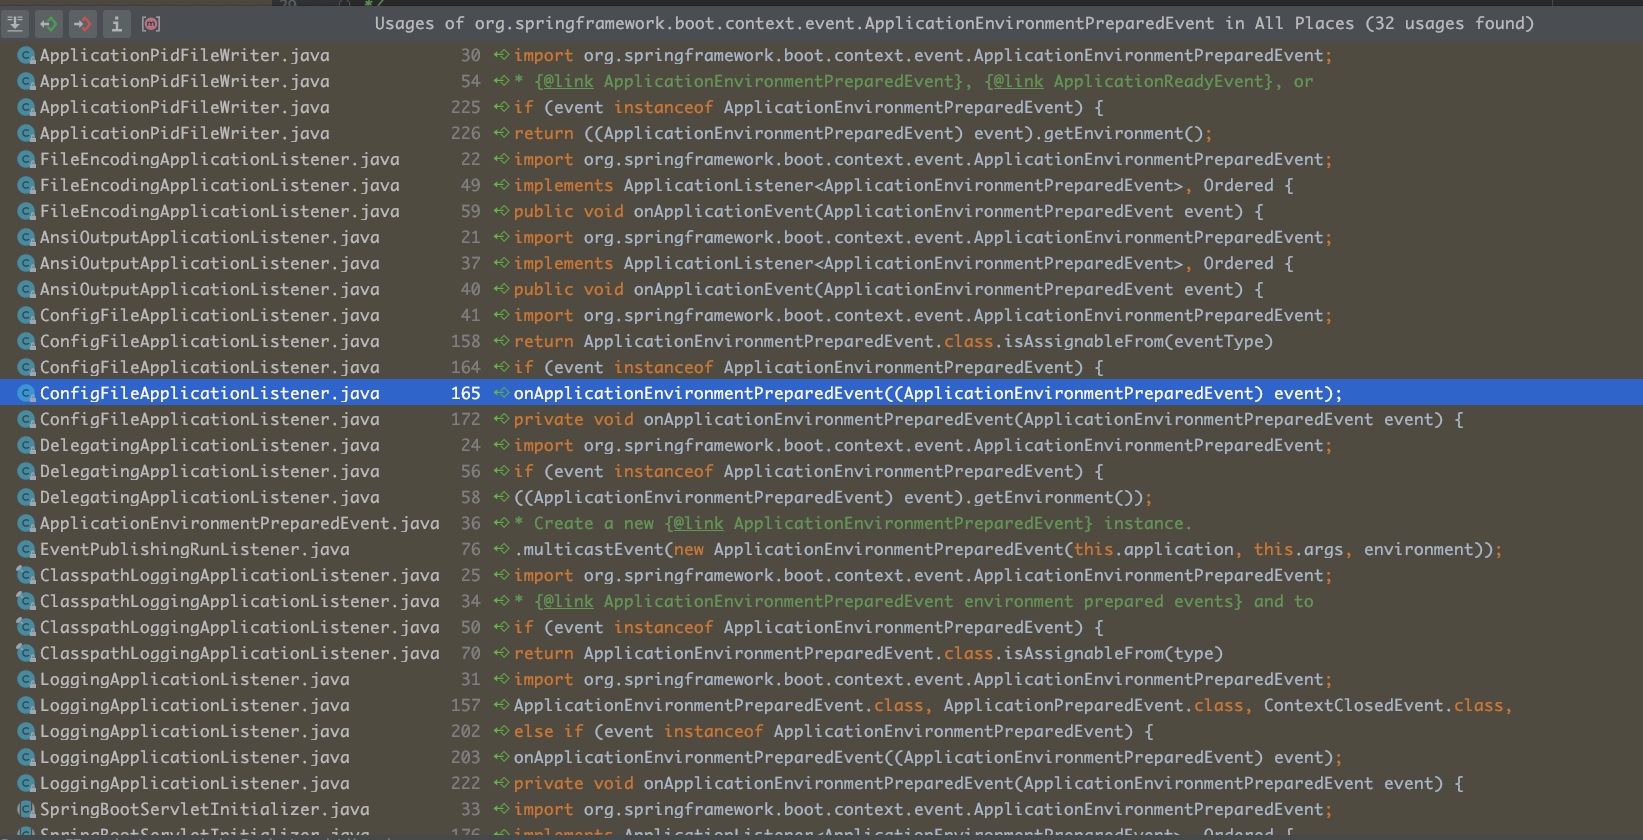 Usages of org.springframework.boot.context.event.ApplicationEnvironmentPreparedEvent in All Places (32 usages found)
ApplicationPidFileWriter.java 30 import org.springframework.boot.context.event.ApplicationEnvironmentPreparedEvent;
ApplicationPidFileWriter.java 54 * {@link ApplicationEnvironmentPreparedEvent}, {@link ApplicationReadyEvent}, or
ApplicationPidFileWriter.java 225 if (event instanceof ApplicationEnvironmentPreparedEvent) {
ApplicationPidFileWriter.java 226 return ((ApplicationEnvironmentPreparedEvent) event).getEnvironment();
FileEncodingApplicationListener.java 22 import org.springframework.boot.context.event.ApplicationEnvironmentPreparedEvent;
FileEncodingApplicationListener.java 49 implements ApplicationListener<ApplicationEnvironmentPreparedEvent>, Ordered {
FileEncodingApplicationListener.java 59 public void onApplicationEvent(ApplicationEnvironmentPreparedEvent event) {
AnsiOutputApplicationListener.java 21 import org.springframework.boot.context.event.ApplicationEnvironmentPreparedEvent;
AnsiOutputApplicationListener.java 37 implements ApplicationListener<ApplicationEnvironmentPreparedEvent>, Ordered {
AnsiOutputApplicationListener.java 40 public void onApplicationEvent(ApplicationEnvironmentPreparedEvent event) {
ConfigFileApplicationListener.java 41 import org.springframework.boot.context.event.ApplicationEnvironmentPreparedEvent;
ConfigFileApplicationListener.java 158 return ApplicationEnvironmentPreparedEvent.class.isAssignableFrom(eventType)
ConfigFileApplicationListener.java 164 if (event instanceof ApplicationEnvironmentPreparedEvent) {
ConfigFileApplicationListener.java 165 onApplicationEnvironmentPreparedEvent((ApplicationEnvironmentPreparedEvent) event);
ConfigFileApplicationListener.java 172 private void onApplicationEnvironmentPreparedEvent(ApplicationEnvironmentPreparedEvent event) {
DelegatingApplicationListener.java 24 import org.springframework.boot.context.event.ApplicationEnvironmentPreparedEvent;
DelegatingApplicationListener.java 56 if (event instanceof ApplicationEnvironmentPreparedEvent) {
DelegatingApplicationListener.java 58 ((ApplicationEnvironmentPreparedEvent) event).getEnvironment());
ApplicationEnvironmentPreparedEvent.java 36 * Create a new {@link ApplicationEnvironmentPreparedEvent} instance.
EventPublishingRunListener.java 76 .multicastEvent(new ApplicationEnvironmentPreparedEvent(this.application, this.args, environment));
ClasspathLoggingApplicationListener.java 25 import org.springframework.boot.context.event.ApplicationEnvironmentPreparedEvent;
ClasspathLoggingApplicationListener.java 34 * {@link ApplicationEnvironmentPreparedEvent environment prepared events} and to
ClasspathLoggingApplicationListener.java 50 if (event instanceof ApplicationEnvironmentPreparedEvent) {
ClasspathLoggingApplicationListener.java 70 return ApplicationEnvironmentPreparedEvent.class.isAssignableFrom(type)
LoggingApplicationListener.java 31 import org.springframework.boot.context.event.ApplicationEnvironmentPreparedEvent;
LoggingApplicationListener.java 157 ApplicationEnvironmentPreparedEvent.class, ApplicationPreparedEvent.class, ContextClosedEvent.class,
LoggingApplicationListener.java 202 else if (event instanceof ApplicationEnvironmentPreparedEvent) {
LoggingApplicationListener.java 203 onApplicationEnvironmentPreparedEvent((ApplicationEnvironmentPreparedEvent) event);
LoggingApplicationListener.java 222 private void onApplicationEnvironmentPreparedEvent(ApplicationEnvironmentPreparedEvent event) {
SpringBootServletInitializer.java 33 import org.springframework.boot.context.event.ApplicationEnvironmentPreparedEvent;
SpringBootServletInitializer.java 176 implements ApplicationListener<ApplicationEnvironmentPreparedEvent>, Ordered {